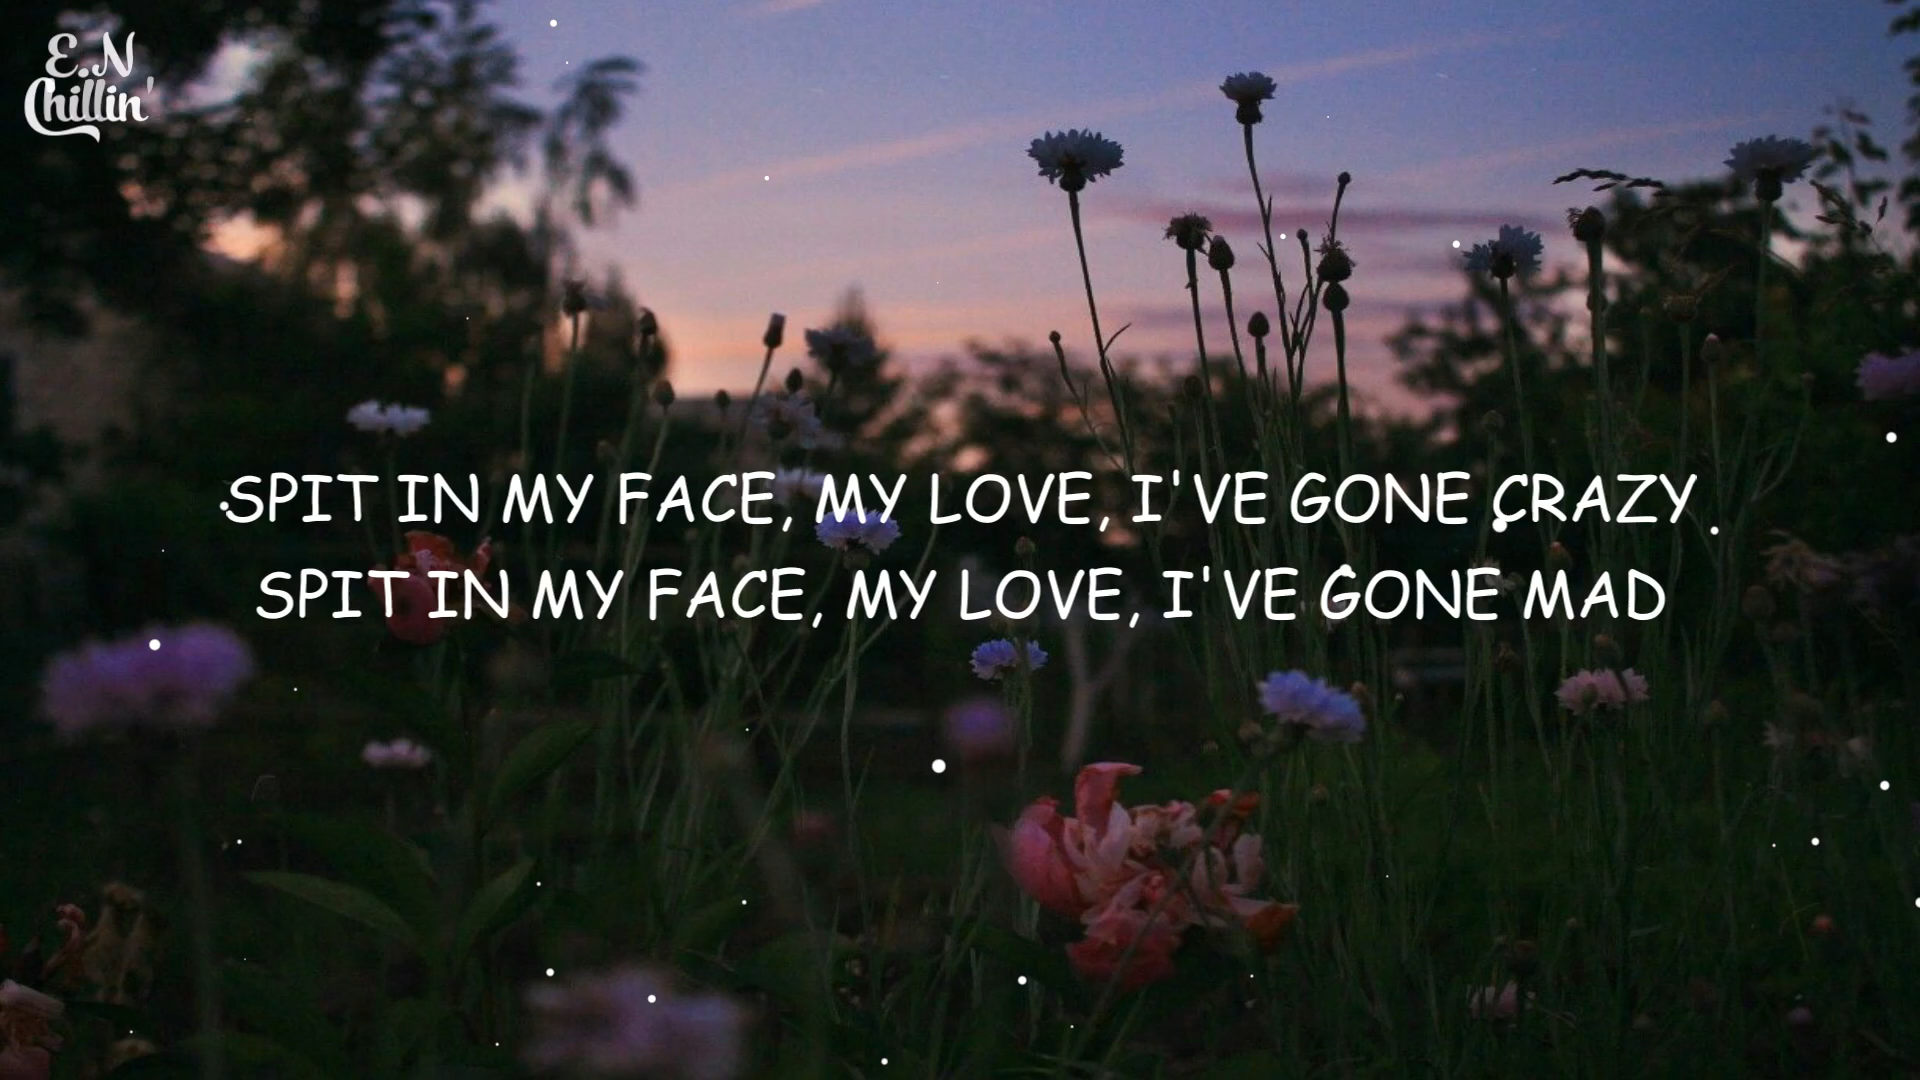 E.N
Chillin'
SPIT IN MY FACE, MY LOVE, I'VE GONE CRAZY
SPIT IN MY FACE, MY LOVE, I'VE GONE MAD